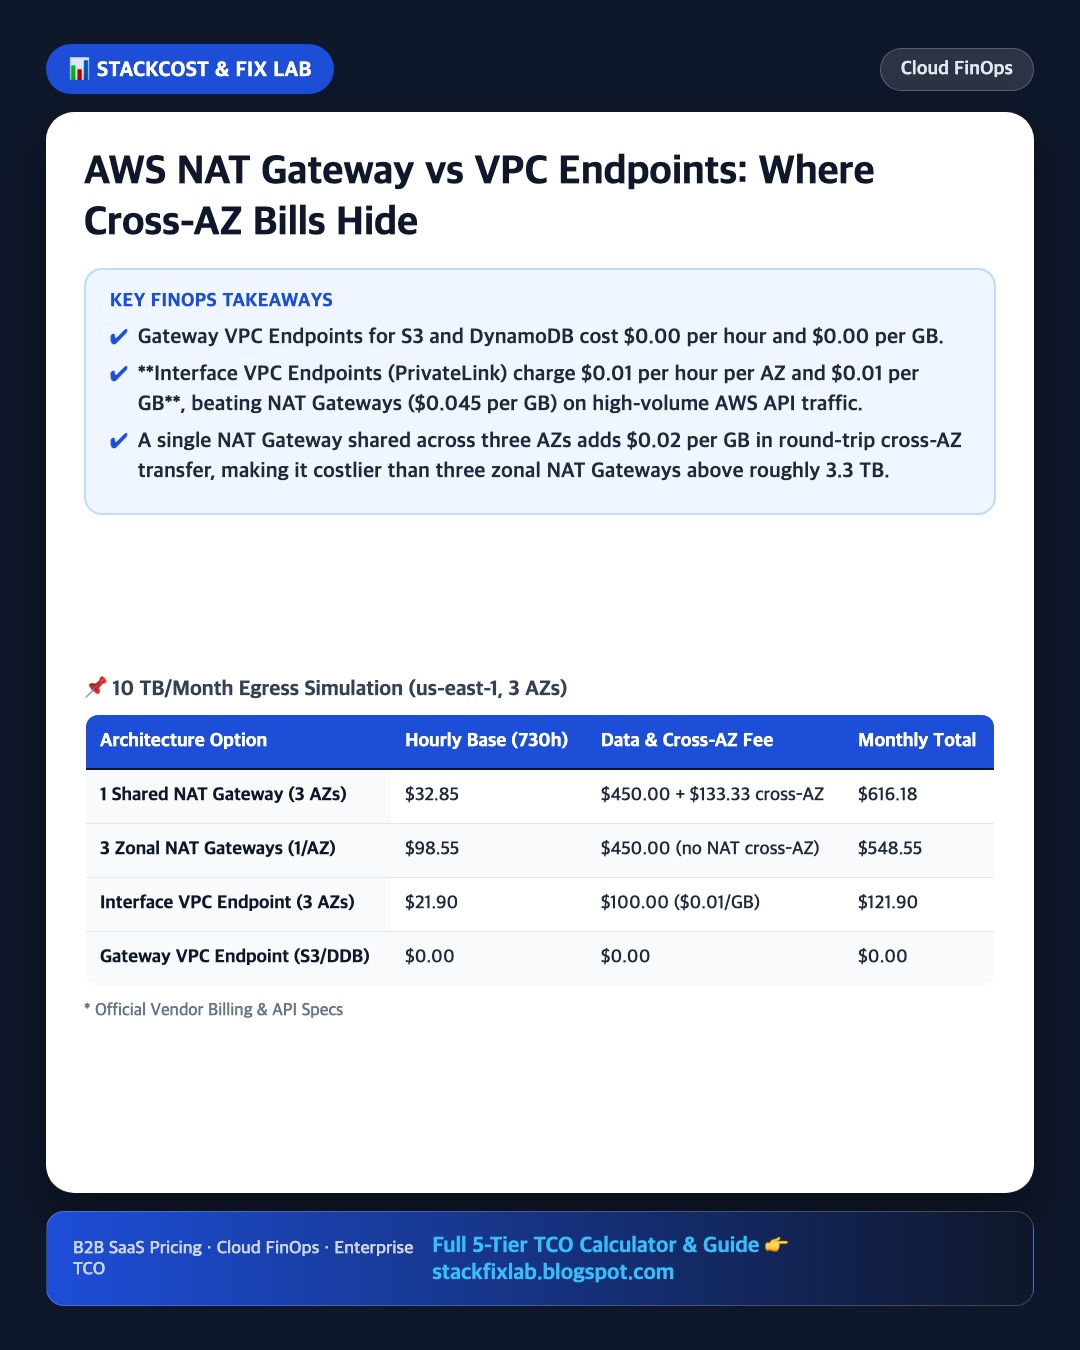 📊 STACKCOST & FIX LAB
Cloud FinOps
AWS NAT Gateway vs VPC Endpoints: Where
Cross-AZ Bills Hide
KEY FINOPS TAKEAWAYS
✔ Gateway VPC Endpoints for S3 and DynamoDB cost $0.00 per hour and $0.00 per GB.
✔ **Interface VPC Endpoints (PrivateLink) charge $0.01 per hour per AZ and $0.01 per
GB**, beating NAT Gateways ($0.045 per GB) on high-volume AWS API traffic.
✔ A single NAT Gateway shared across three AZs adds $0.02 per GB in round-trip cross-AZ
transfer, making it costlier than three zonal NAT Gateways above roughly 3.3 TB.
📌 10 TB/Month Egress Simulation (us-east-1, 3 AZs)
Architecture Option Hourly Base (730h) Data & Cross-AZ Fee Monthly Total
1 Shared NAT Gateway (3 AZs) $32.85 $450.00 + $133.33 cross-AZ $616.18
3 Zonal NAT Gateways (1/AZ) $98.55 $450.00 (no NAT cross-AZ) $548.55
Interface VPC Endpoint (3 AZs) $21.90 $100.00 ($0.01/GB) $121.90
Gateway VPC Endpoint (S3/DDB) $0.00 $0.00 $0.00
* Official Vendor Billing & API Specs
B2B SaaS Pricing · Cloud FinOps · Enterprise
TCO
Full 5-Tier TCO Calculator & Guide 👉
stackfixlab.blogspot.com